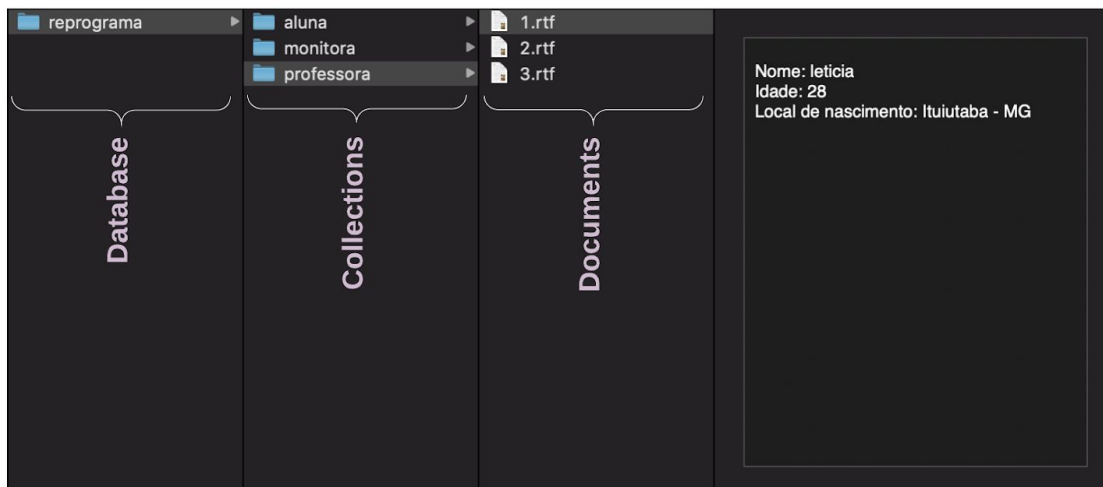 reprograma
aluna
monitora
professora
1.rtf
2.rtf
3.rtf
Nome: leticia
Idade: 28
Local de nascimento: Ituiutaba - MG
Database
Collections
Documents